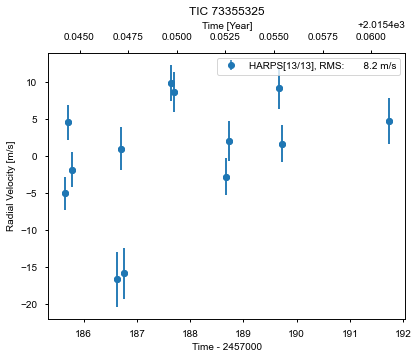 TIC 73355325
Time [Year]
+2.0154e3
0.0450 0.0475 0.0500 0.0525 0.0550 0.0575 0.0600
HARPS[13/13], RMS: 8.2 m/s
Radial Velocity [m/s]
10
5
0
−5
−10
−15
−20
186 187 188 189 190 191 192
Time - 2457000